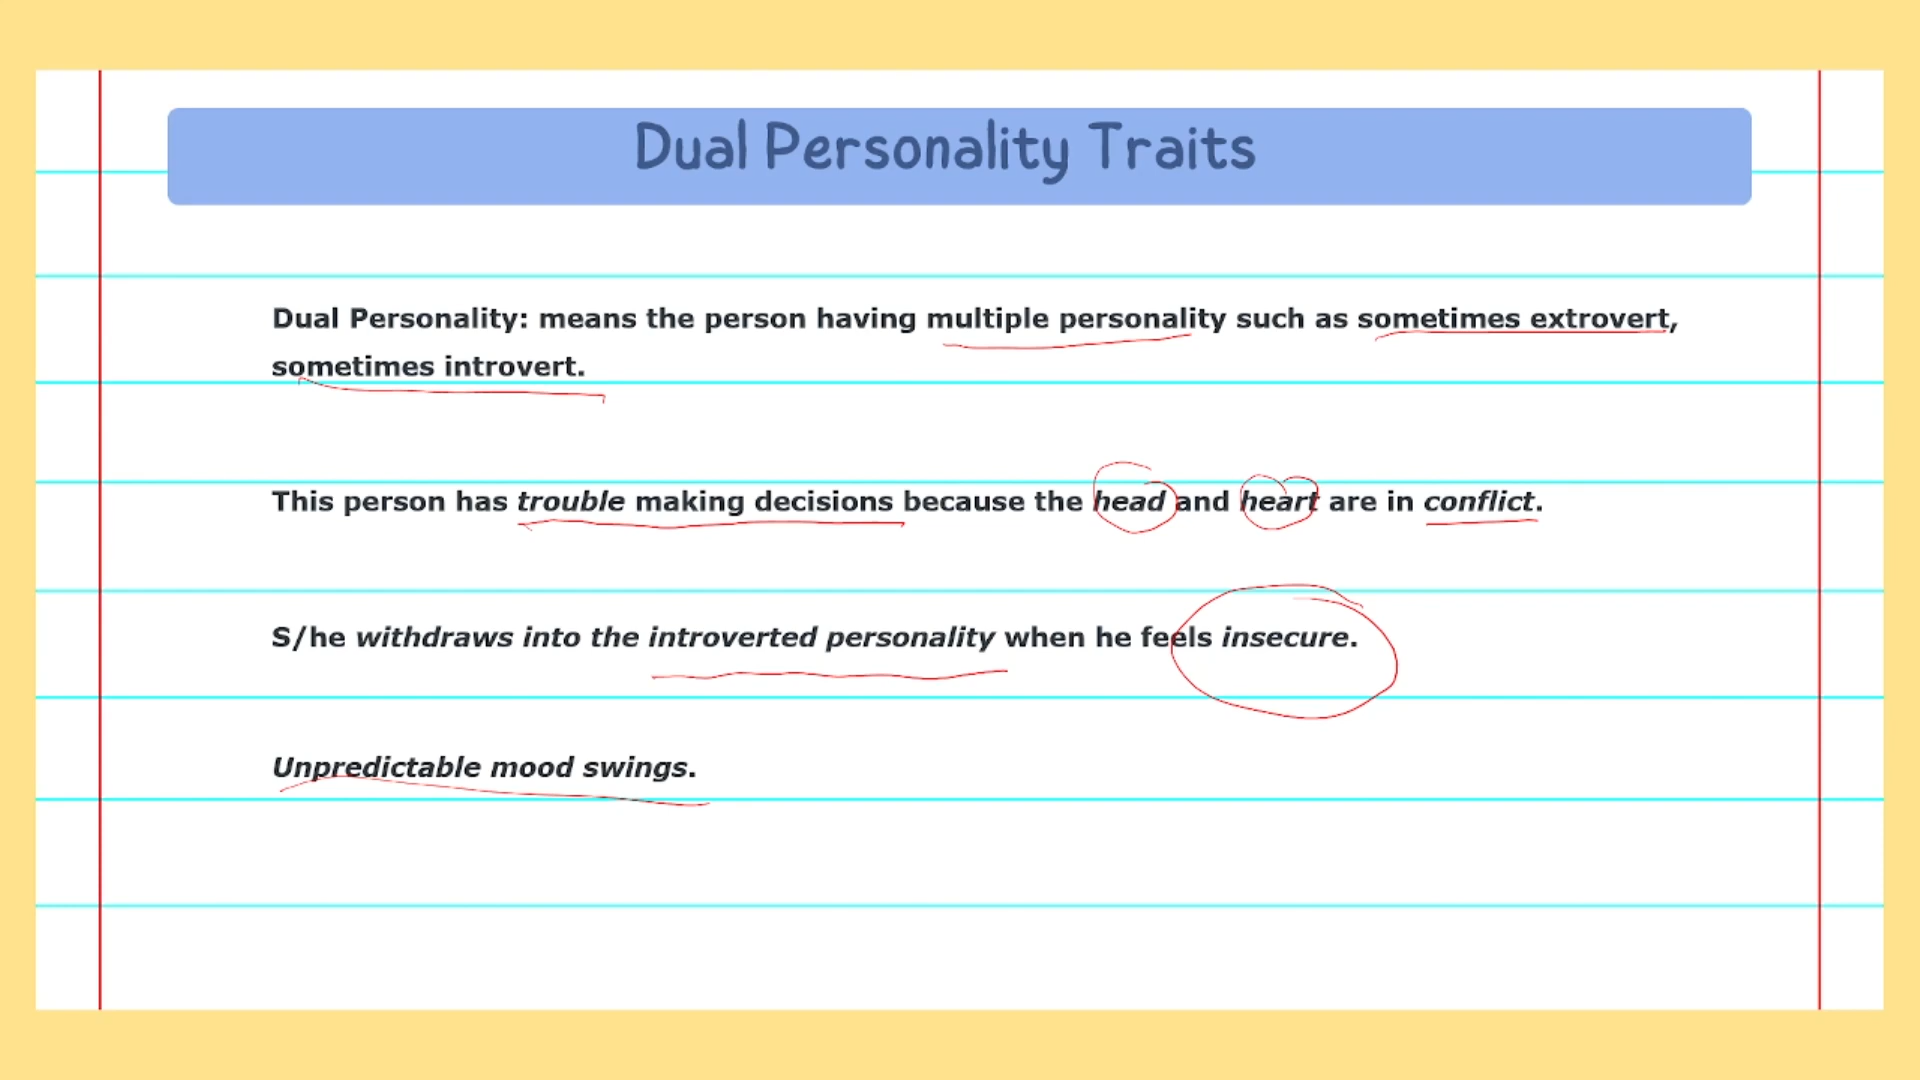 Dual Personality Traits
Dual Personality: means the person having multiple personality such as sometimes extrovert,
sometimes introvert.
This person has trouble making decisions because the head and heart are in conflict.
S/he withdraws into the introverted personality when he feels insecure.
Unpredictable mood swings.